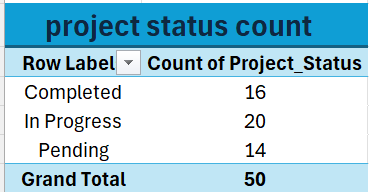 project status count
Row Label Count of Project_Status
Completed 16
In Progress 20
Pending 14
Grand Total 50